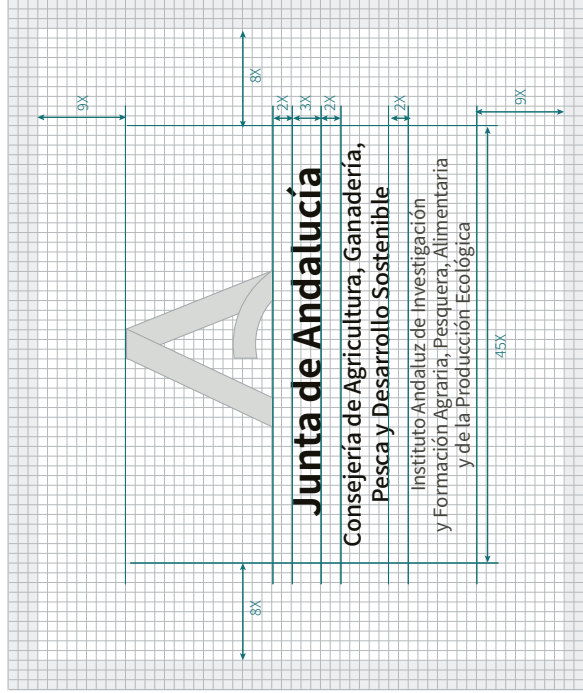 9X
8X
2X
3X
2X
2X
9X
Junta de Andalucía
Consejería de Agricultura, Ganadería,
Pesca y Desarrollo Sostenible
Instituto Andaluz de Investigación
y Formación Agraria, Pesquera, Alimentaria
y de la Producción Ecológica
45X
8X